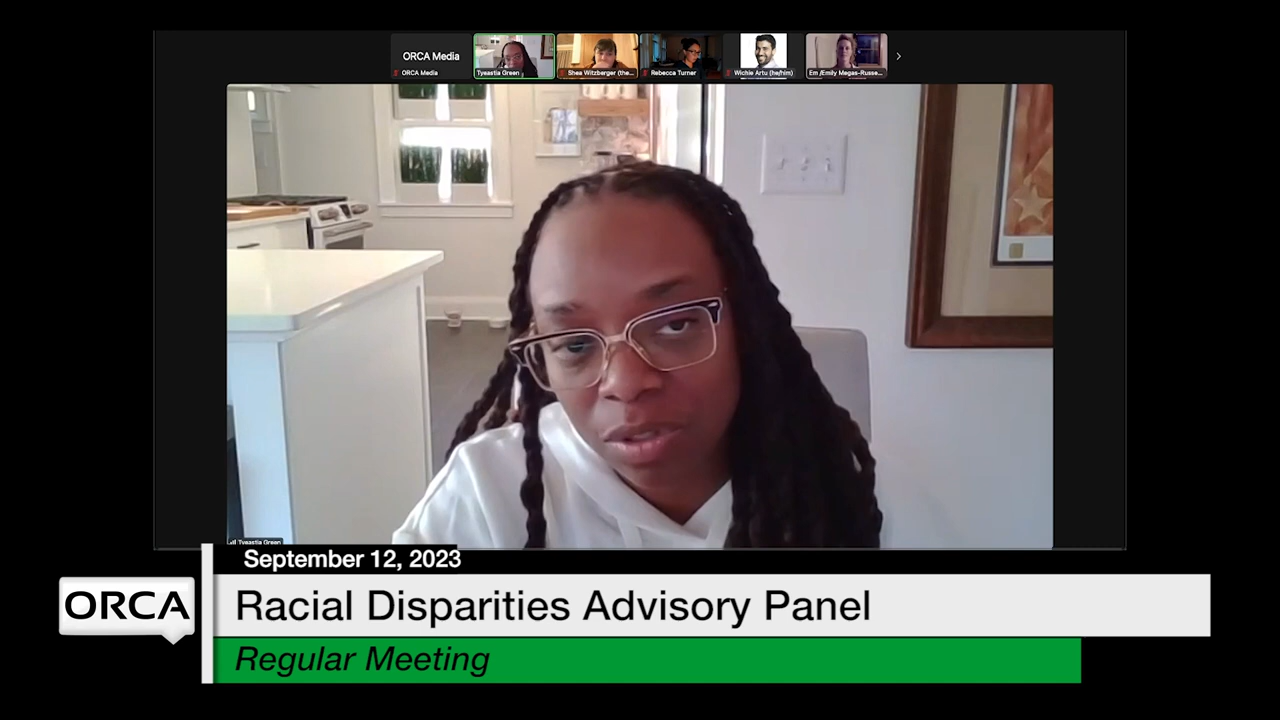 ORCA Media
ORCA Media
Tyeastia Green
Shea Witzberger (the...
Rebecca Turner
Wichie Artu (he/him)
Em /Emily Megas-Russe...
Tyeastia Green
September 12, 2023
ORCA
Racial Disparities Advisory Panel
Regular Meeting